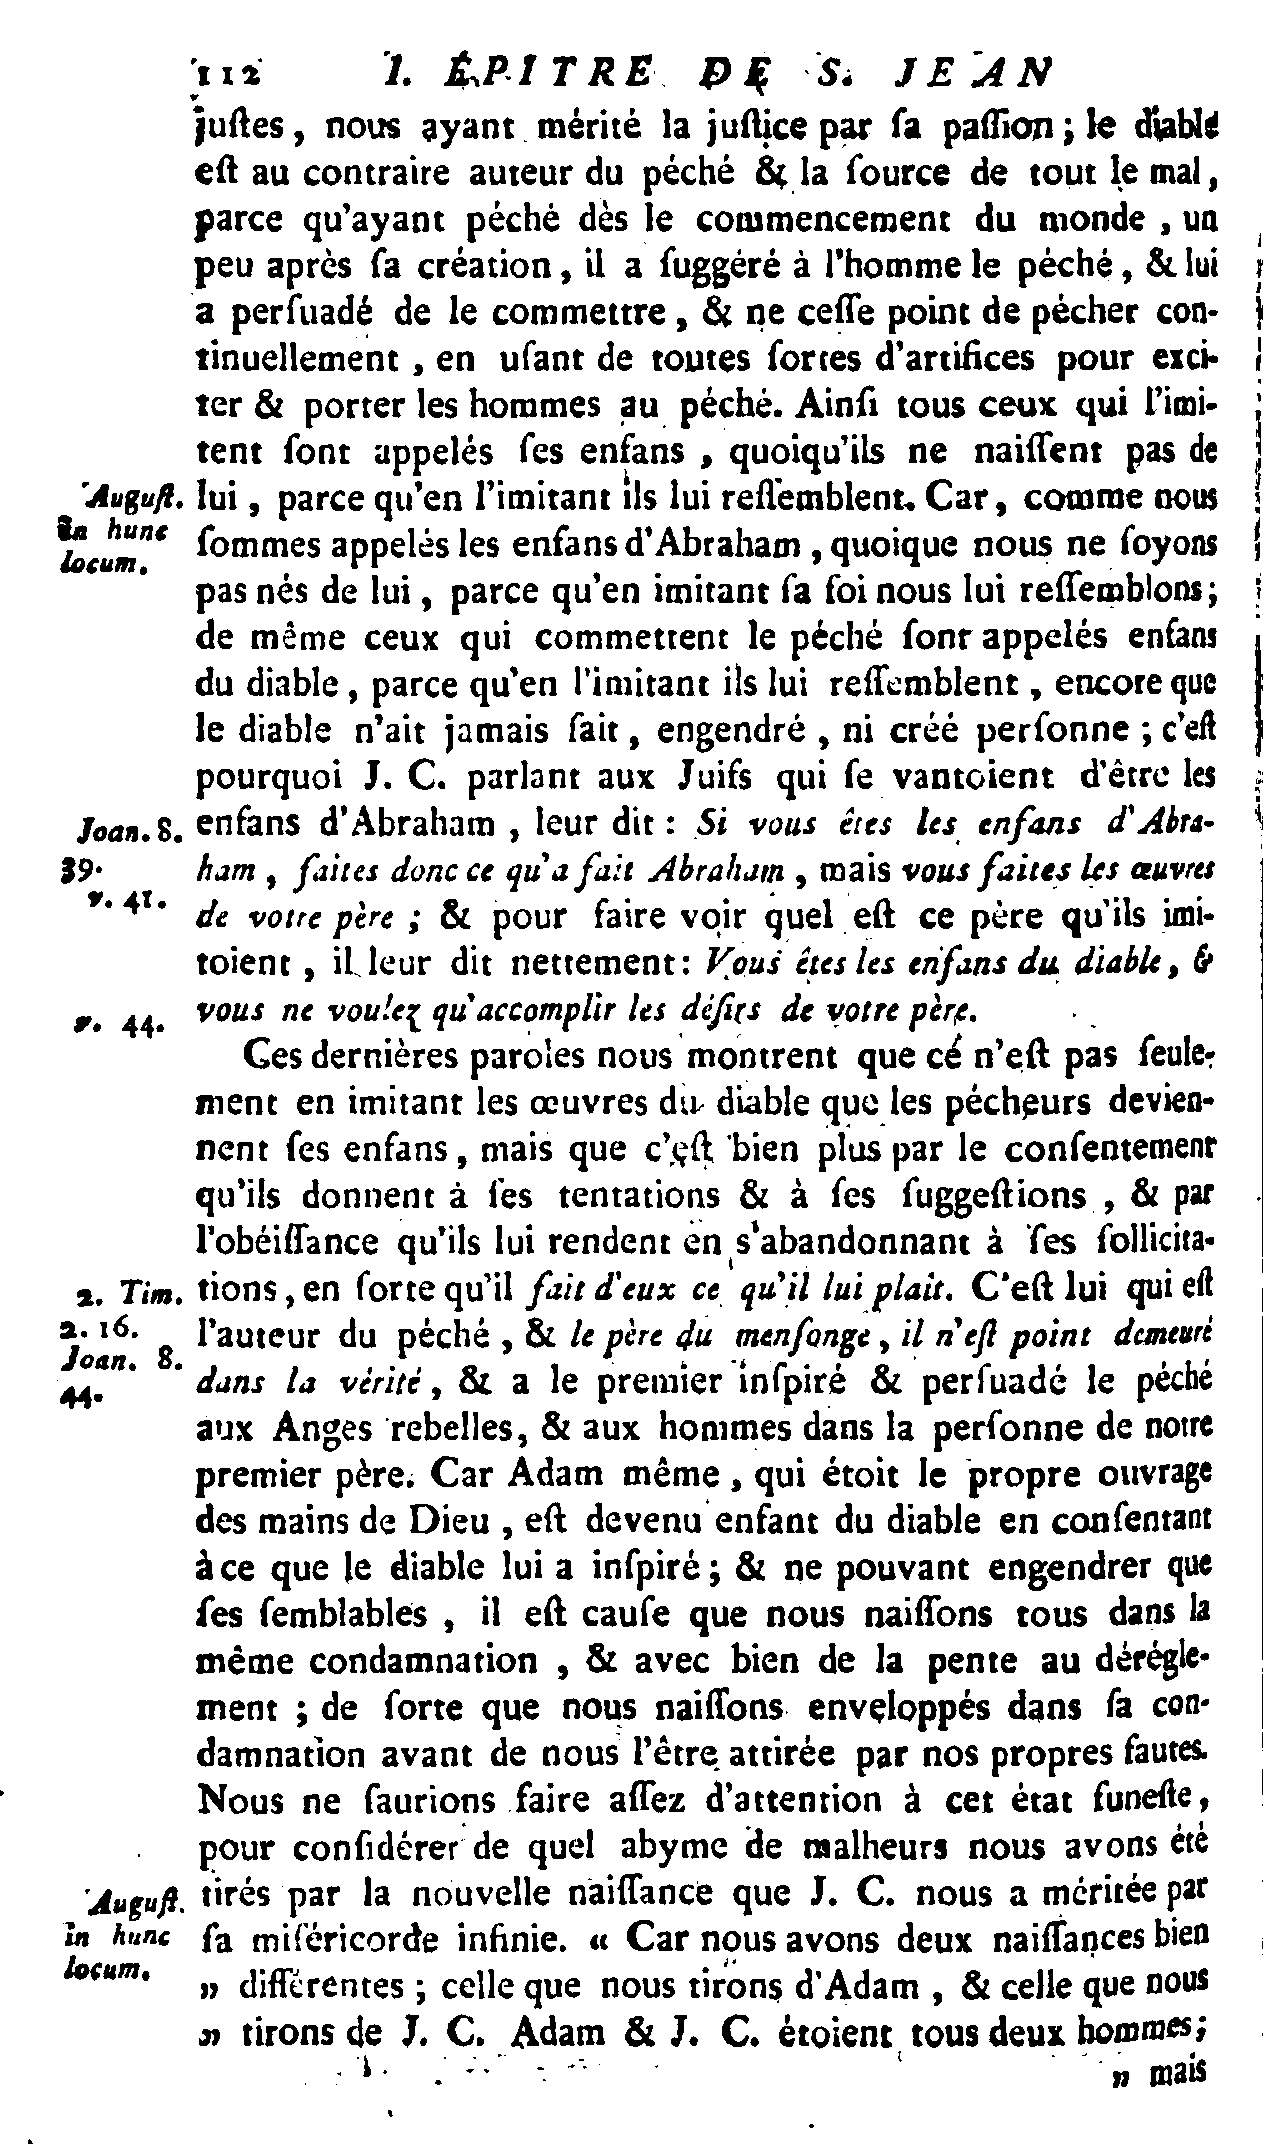 112 I. ÉPITRE DE S. JEAN
juſtes, nous ayant mérité la juſtice par ſa paſſion; le diable
eſt au contraire auteur du péché & la ſource de tout le mal,
parce qu'ayant péché dès le commencement du monde, un
peu après ſa création, il a ſuggéré à l'homme le péché, & lui
a perſuadé de le commettre, & ne ceſſe point de pécher con-
tinuellement, en uſant de toutes ſortes d'artifices pour exci-
ter & porter les hommes au péché. Ainſi tous ceux qui l'imi-
tent ſont appelés ſes enfans, quoiqu'ils ne naiſſent pas de
Auguſt. lui, parce qu'en l'imitant ils lui reſſemblent. Car, comme nous
in hunc ſommes appelés les enfans d'Abraham, quoique nous ne ſoyons
locum.
pas nés de lui, parce qu'en imitant ſa foi nous lui reſſemblons;
de même ceux qui commettent le péché ſont appelés enfans
du diable, parce qu'en l'imitant ils lui reſſemblent, encore que
le diable n'ait jamais fait, engendré, ni créé perſonne; c'eſt
pourquoi J. C. parlant aux Juifs qui ſe vantoient d'être les
Joan. 8. enfans d'Abraham, leur dit: Si vous êtes les enfans d'Abra-
39. ham, faites donc ce qu'a fait Abraham, mais vous faites les œuvres
v. 41. de votre père; & pour faire voir quel eſt ce père qu'ils imi-
toient, il leur dit nettement: Vous êtes les enfans du diable, &
v. 44. vous ne voulez qu'accomplir les déſirs de votre père.
Ces dernières paroles nous montrent que ce n'eſt pas ſeule-
ment en imitant les œuvres du diable que les pécheurs devien-
nent ſes enfans, mais que c'eſt bien plus par le conſentement
qu'ils donnent à ſes tentations & à ſes ſuggeſtions, & par
l'obéiſſance qu'ils lui rendent en s'abandonnant à ſes ſollicita-
2. Tim. tions, en ſorte qu'il fait d'eux ce qu'il lui plaît. C'eſt lui qui eſt
2. 16. l'auteur du péché, & le père du menſonge, il n'eſt point demeuré
Joan. 8. dans la vérité, & a le premier inſpiré & perſuadé le péché
44.
aux Anges rebelles, & aux hommes dans la perſonne de notre
premier père. Car Adam même, qui étoit le propre ouvrage
des mains de Dieu, eſt devenu enfant du diable en conſentant
à ce que le diable lui a inſpiré; & ne pouvant engendrer que
ſes ſemblables, il eſt cauſe que nous naiſſons tous dans la
même condamnation, & avec bien de la pente au dérégle-
ment; de ſorte que nous naiſſons enveloppés dans ſa con-
damnation avant de nous l'être attirée par nos propres fautes.
Nous ne ſaurions faire aſſez d'attention à cet état funeſte,
pour conſidérer de quel abyme de malheurs nous avons été
Auguſt. tirés par la nouvelle naiſſance que J. C. nous a méritée par
in hunc ſa miſéricorde infinie. « Car nous avons deux naiſſances bien
locum. » différentes; celle que nous tirons d'Adam, & celle que nous
» tirons de J. C. Adam & J. C. étoient tous deux hommes;
» mais